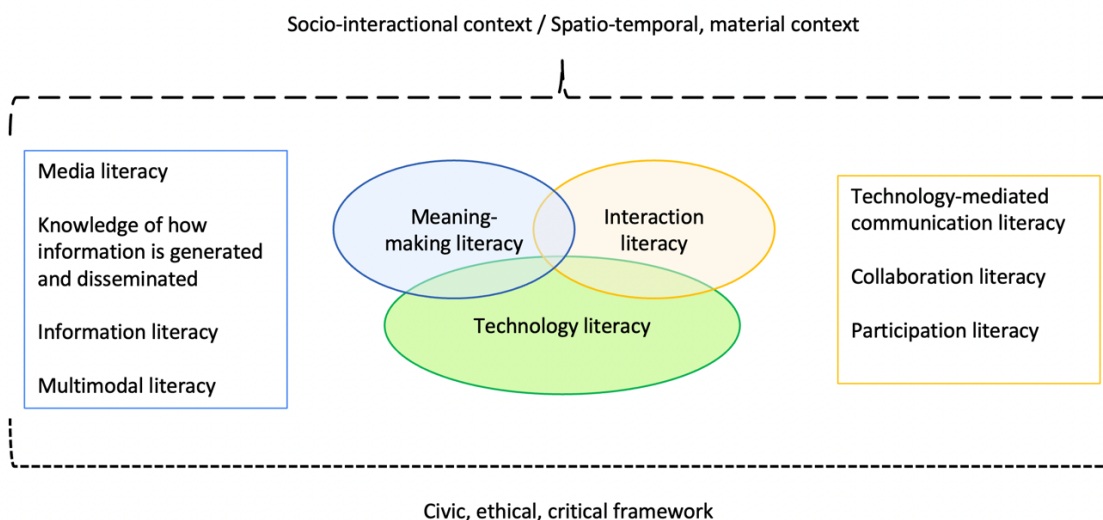 Socio-interactional context / Spatio-temporal, material context
Media literacy
Knowledge of how
information is generated
and disseminated
Information literacy
Multimodal literacy
Meaning-
making literacy
Interaction
literacy
Technology literacy
Technology-mediated
communication literacy
Collaboration literacy
Participation literacy
Civic, ethical, critical framework